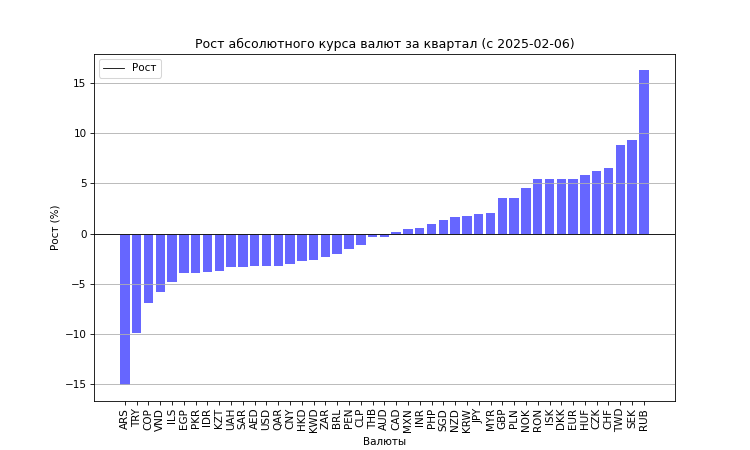 Рост абсолютного курса валют за квартал (с 2025-02-06)
Рост
15
10
5
0
−5
−10
−15
Рост (%)
ARS TRY COP VND ILS EGP PKR IDR KZT UAH SAR AED USD QAR CNY HKD KWD ZAR BRL PEN CLP THB AUD CAD MXN INR PHP SGD NZD KRW JPY MYR GBP PLN NOK RON ISK DKK EUR HUF CZK CHF TWD SEK RUB
Валюты